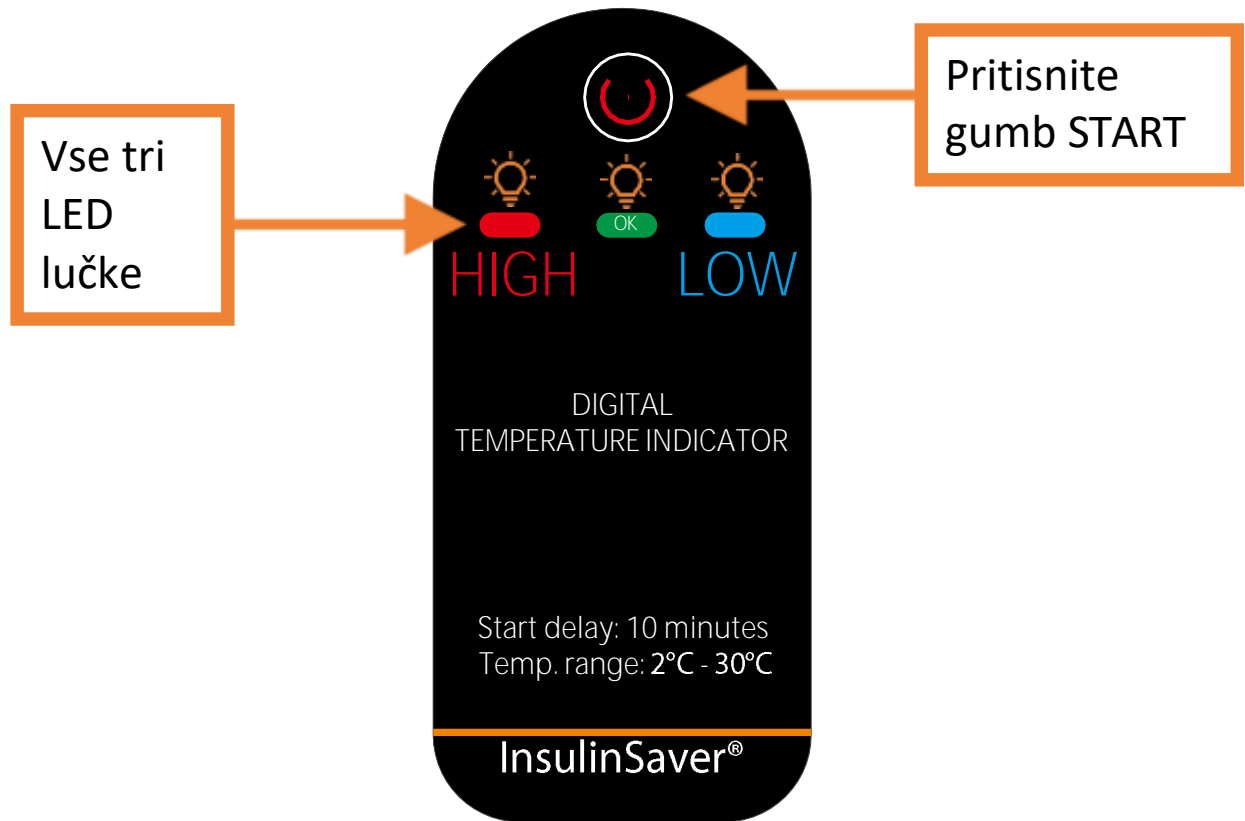 Pritisnite
gumb START
Vse tri
LED
lučke
OK
HIGH LOW
DIGITAL
TEMPERATURE INDICATOR
Start delay: 10 minutes
Temp. range: 2°C - 30°C
InsulinSaver®